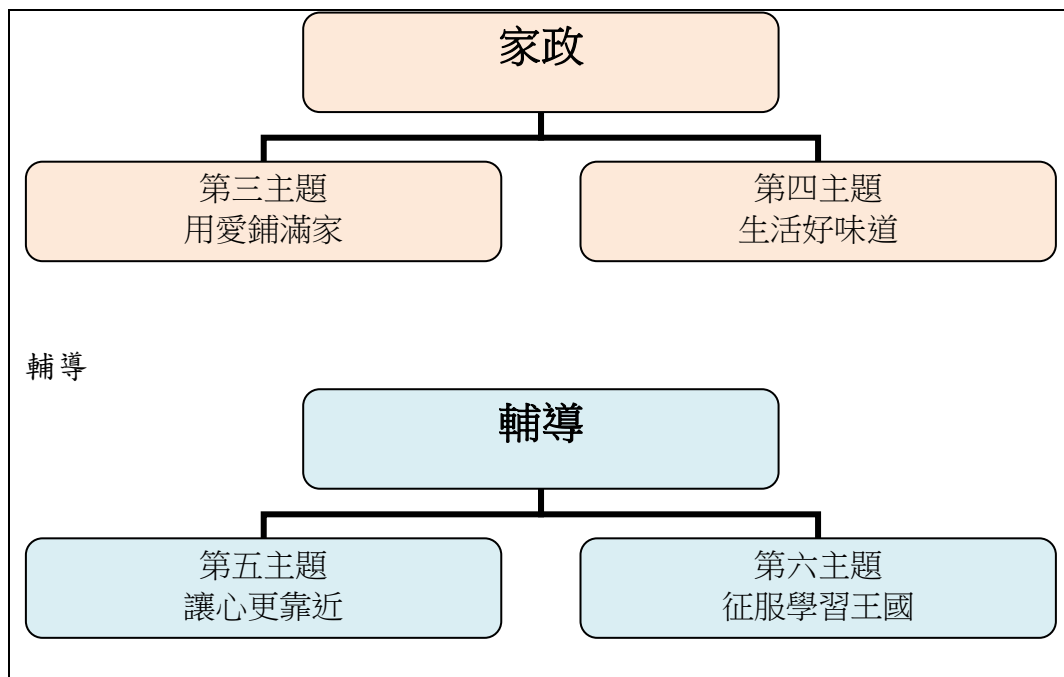 家政
第三主題
用愛鋪滿家
第四主題
生活好味道
輔導
輔導
第五主題
讓心更靠近
第六主題
征服學習王國